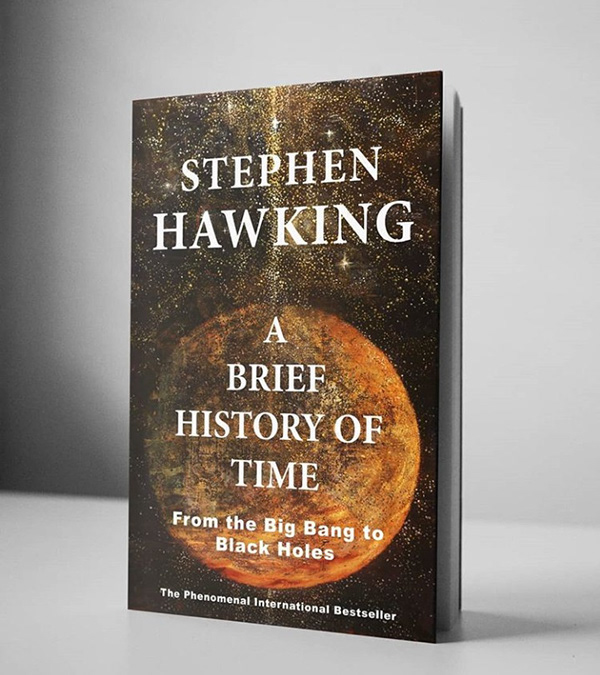 STEPHEN
HAWKING
A
BRIEF
HISTORY OF
TIME
From the Big Bang to
Black Holes
The Phenomenal International Bestseller